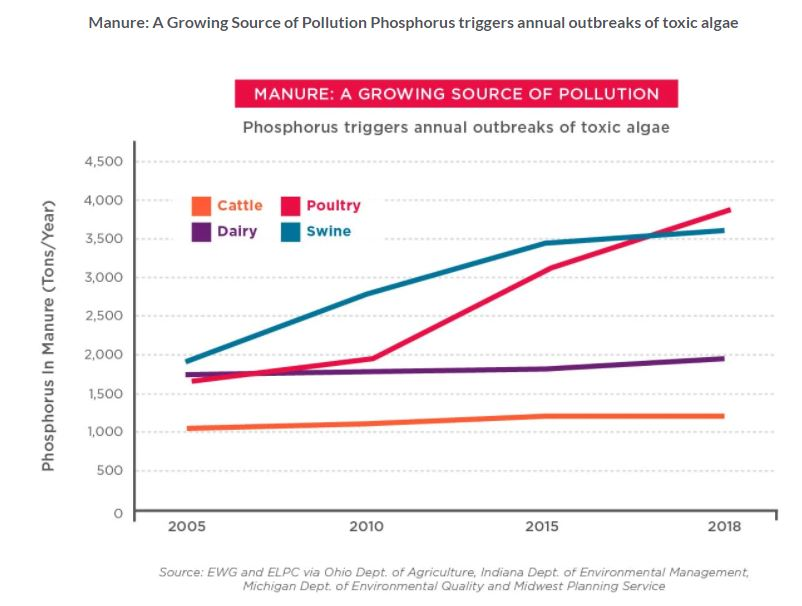 Manure: A Growing Source of Pollution Phosphorus triggers annual outbreaks of toxic algae
MANURE: A GROWING SOURCE OF POLLUTION
Phosphorus triggers annual outbreaks of toxic algae
Phosphorus In Manure (Tons/Year)
4,500
4,000
3,500
3,000
2,500
2,000
1,500
1,000
500
0
Cattle
Poultry
Dairy
Swine
2005
2010
2015
2018
Source: EWG and ELPC via Ohio Dept. of Agriculture, Indiana Dept. of Environmental Management,
Michigan Dept. of Environmental Quality and Midwest Planning Service